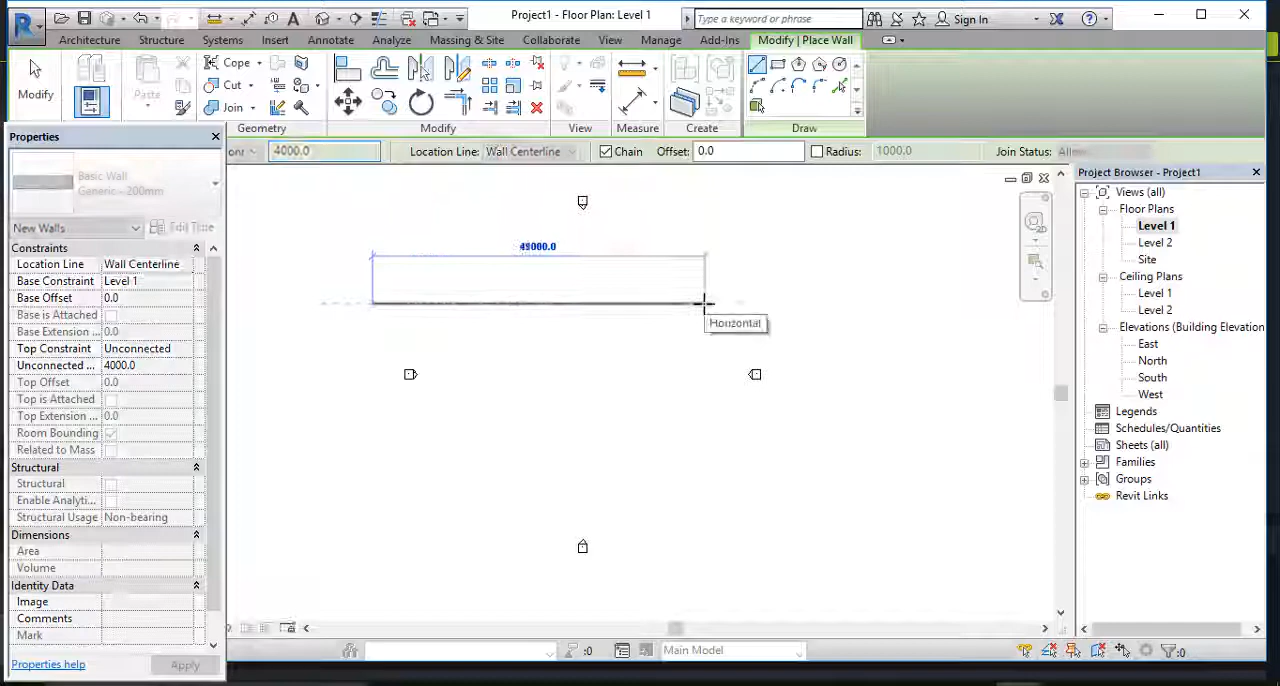 Project1 - Floor Plan: Level 1
Type a keyword or phrase
Sign In
Architecture Structure Systems Insert Annotate Analyze Massing & Site Collaborate View Manage Add-Ins Modify | Place Wall
Modify
Paste
Cope
Cut
Join
Geometry Modify View Measure Create Draw
4000.0 Location Line: Wall Centerline Chain Offset: 0.0 Radius: 1000.0 Join Status:
Properties
Basic Wall
Generic - 200mm
New Walls Edit Type
Constraints
Location Line Wall Centerline
Base Constraint Level 1
Base Offset 0.0
Base is Attached
Base Extension ... 0.0
Top Constraint Unconnected
Unconnected ... 4000.0
Top Offset 0.0
Top is Attached
Top Extension ... 0.0
Room Bounding
Related to Mass
Structural
Structural
Enable Analyti...
Structural Usage Non-bearing
Dimensions
Area
Volume
Identity Data
Image
Comments
Mark
Properties help Apply
Horizontal
2D
Project Browser - Project1
Views (all)
Floor Plans
Level 1
Level 2
Site
Ceiling Plans
Level 1
Level 2
Elevations (Building Elevation
East
North
South
West
Legends
Schedules/Quantities
Sheets (all)
Families
Groups
Revit Links
:0
Main Model
:0